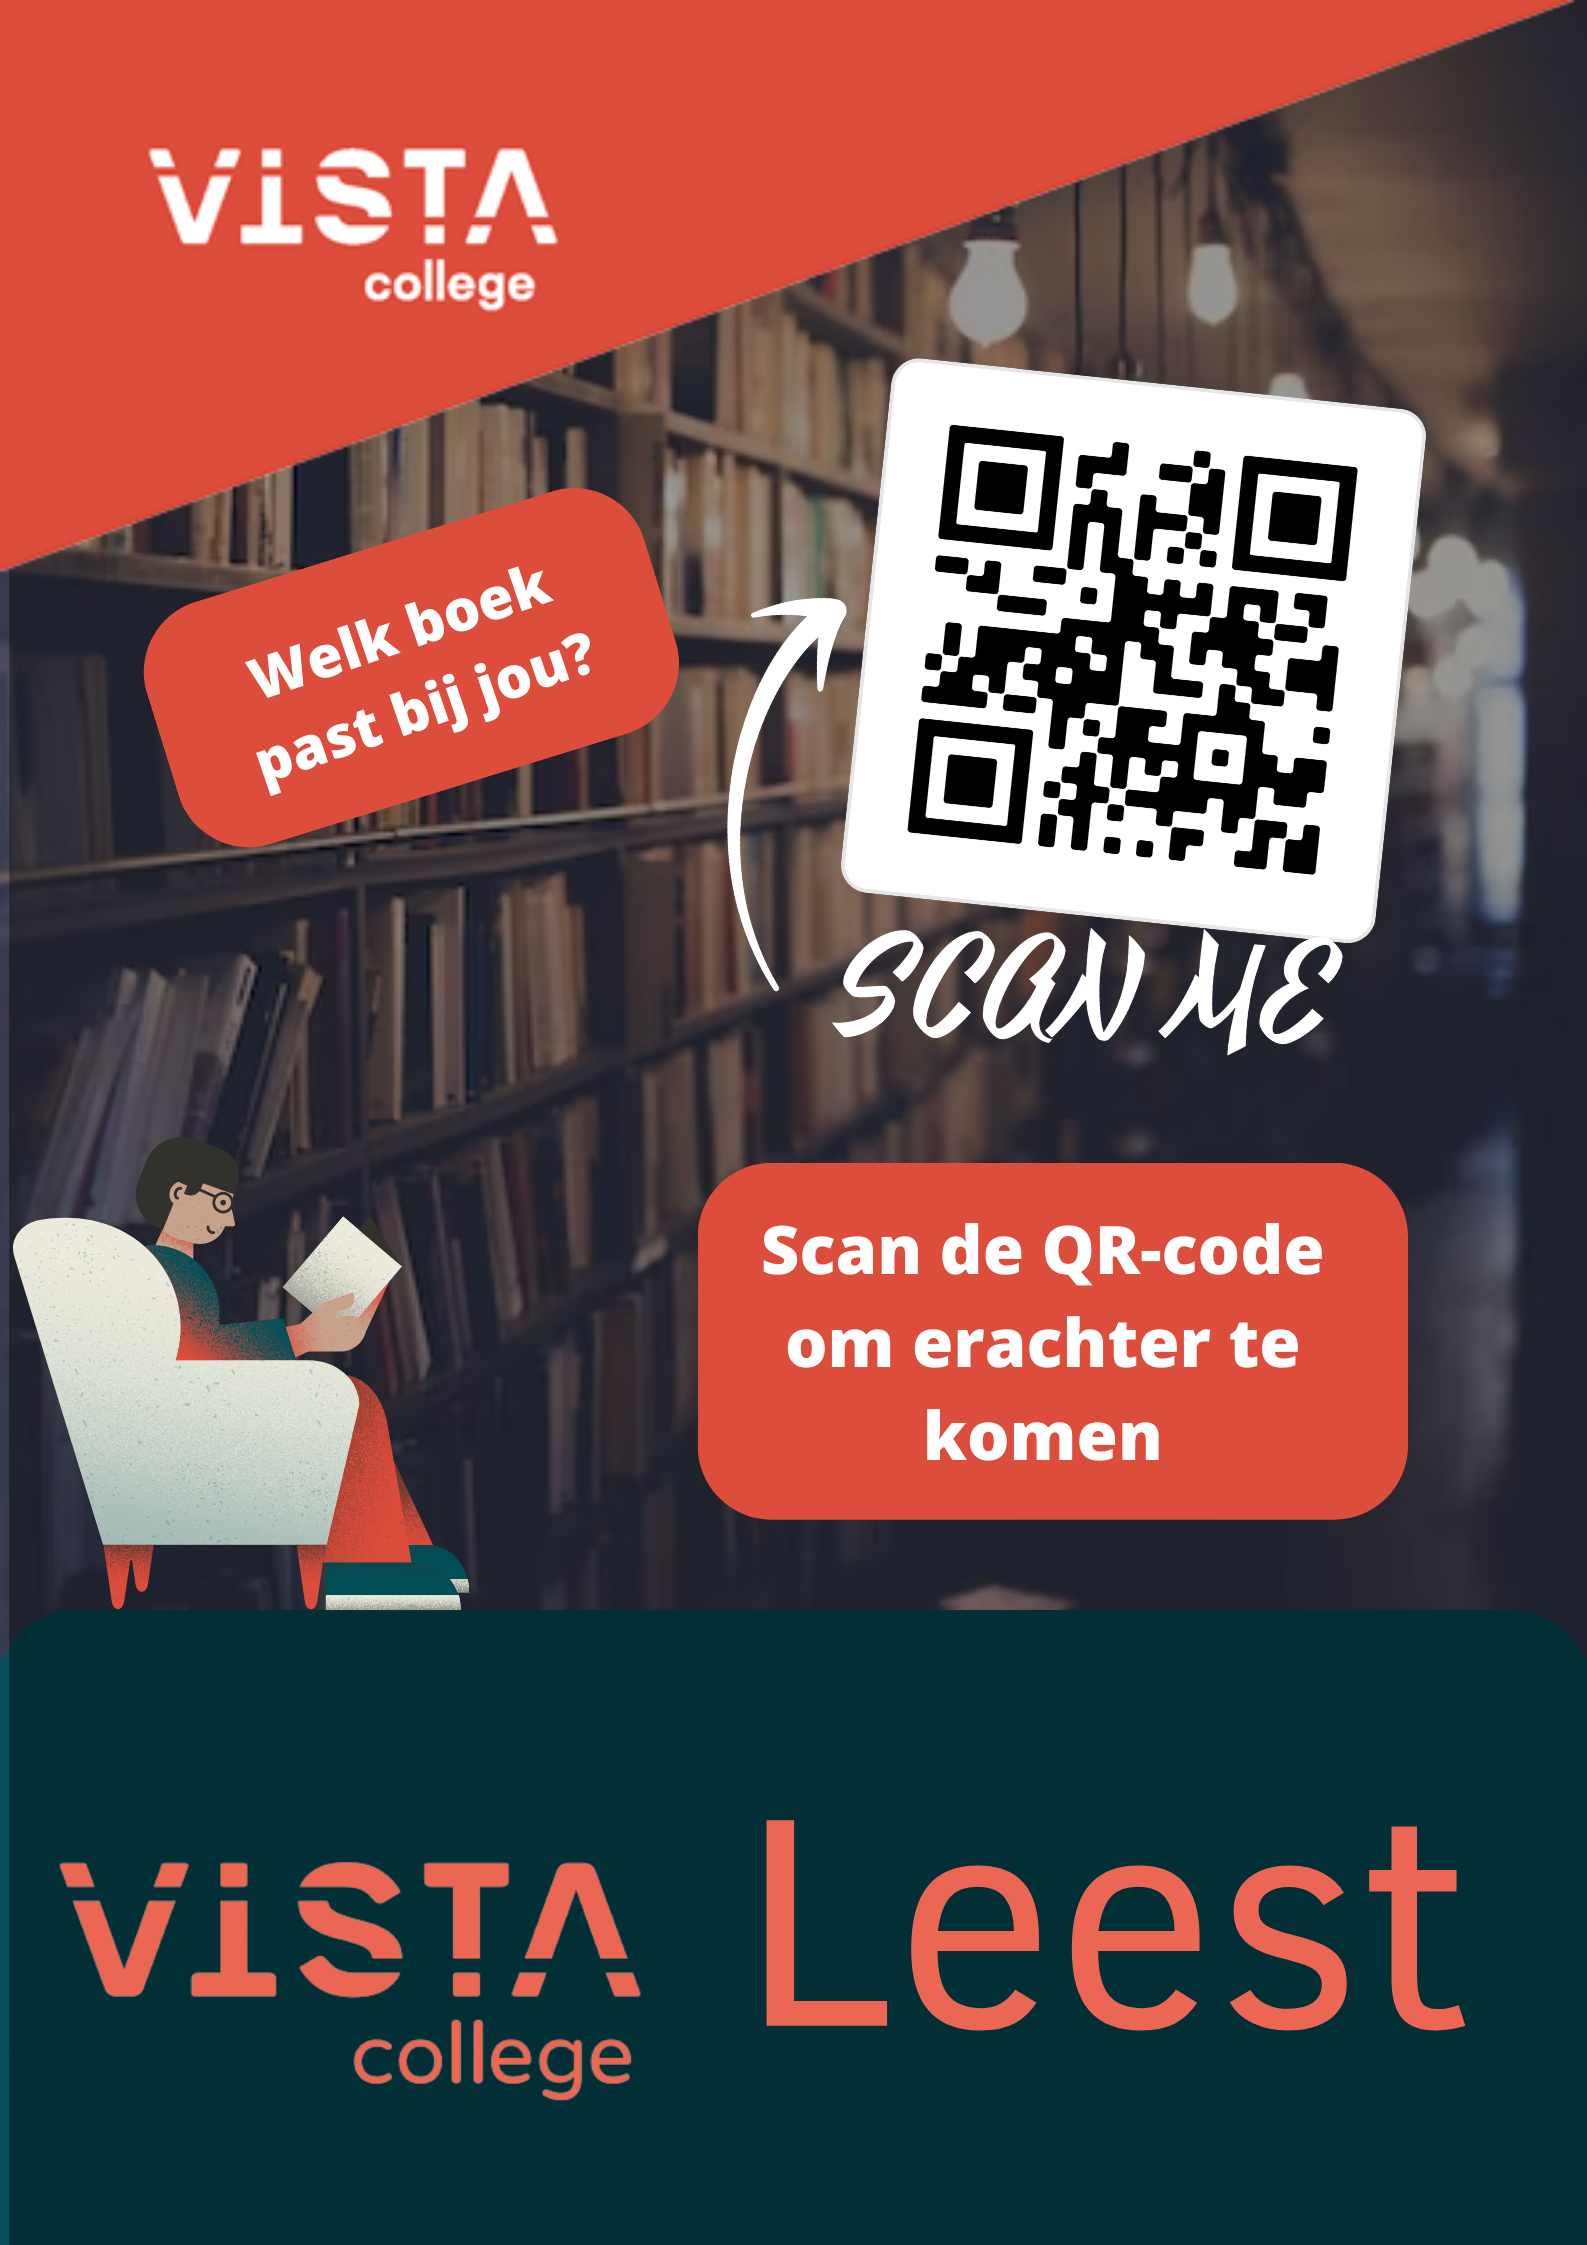 VISTA
college
Welk boek
past bij jou?
SCAN ME
Scan de QR-code
om erachter te
komen
VISTA
college
Leest